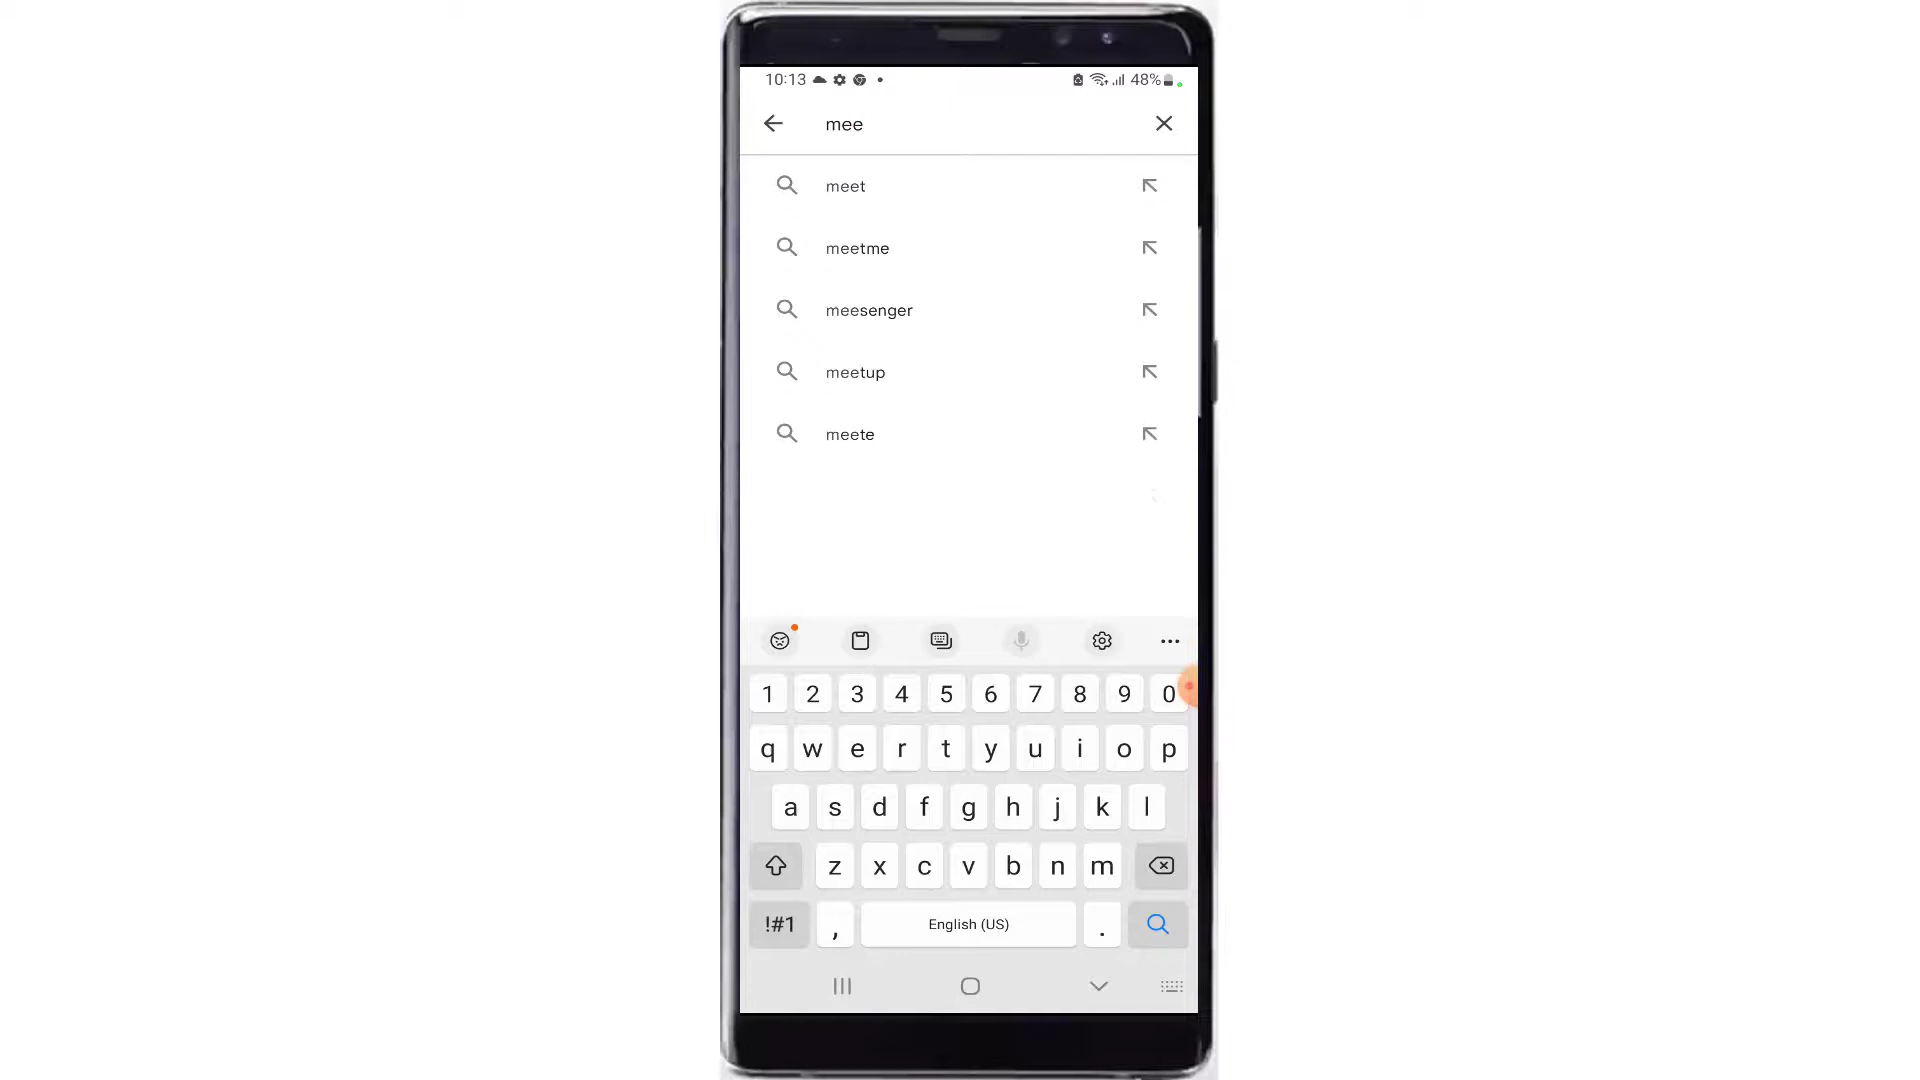 10:13 48%
mee
meet
meetme
meesenger
meetup
meete
1 2 3 4 5 6 7 8 9 0
q w e r t y u i o p
a s d f g h j k l
z x c v b n m
!#1 , English (US) .